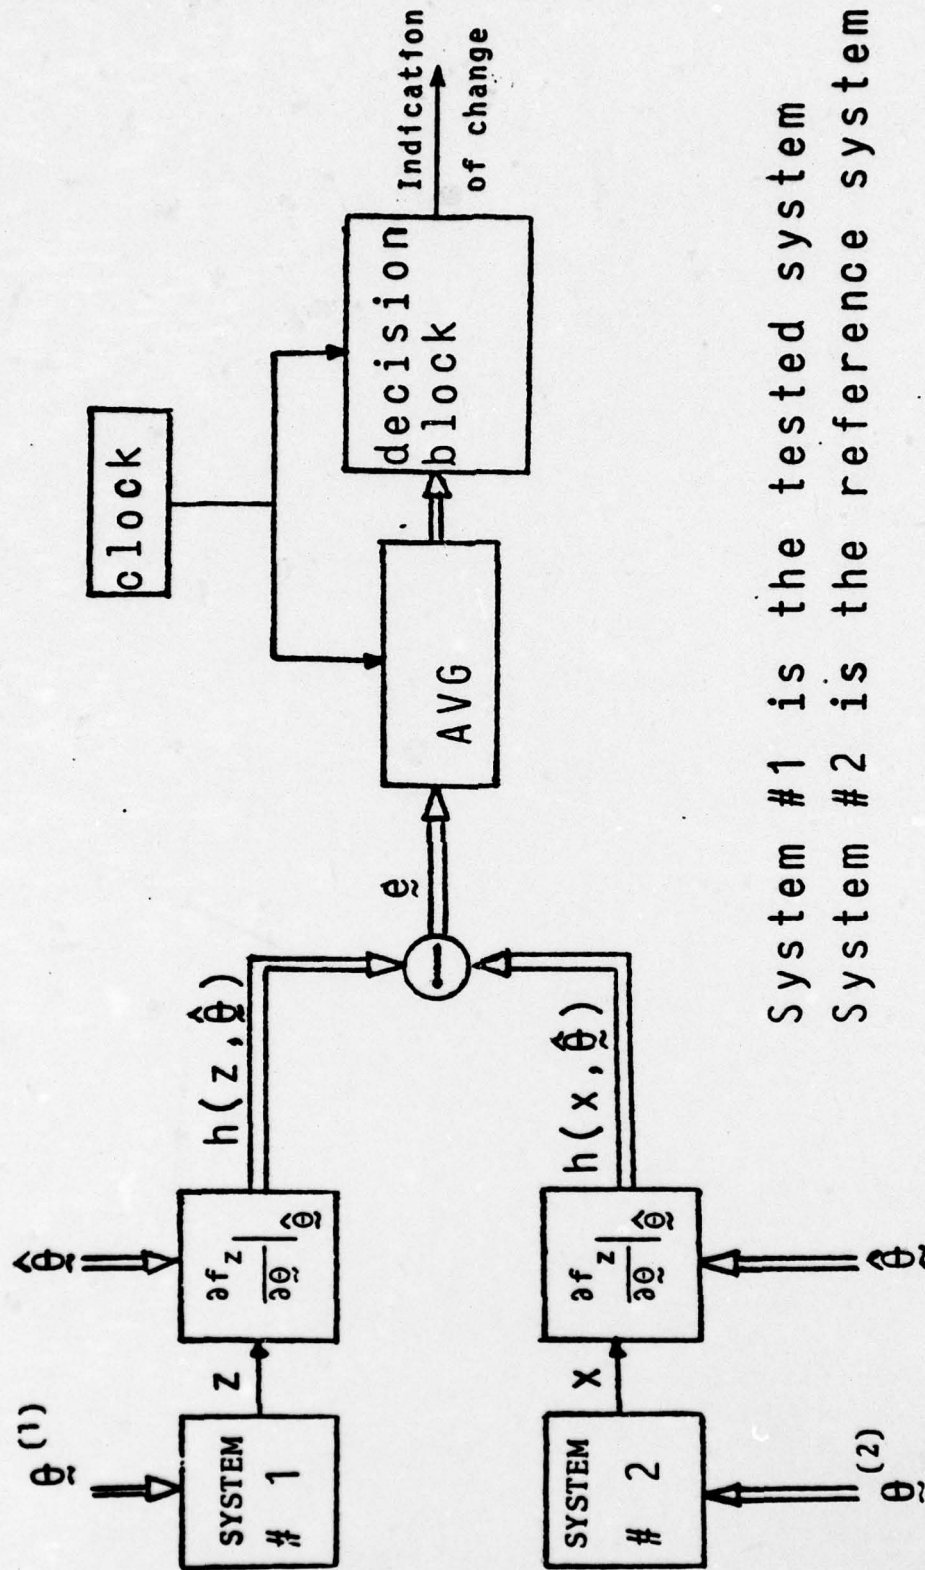 clock
decision
block
Indication
of change
AVG
ḛ
h(z,θ̰̂)
h(x,θ̰̂)
θ̰̂
∂f_z
∂θ̰ |θ̰̂
∂f_z
∂θ̰ |θ̰̂
θ̰̂
z
x
θ̰^(1)
SYSTEM
# 1
SYSTEM
# 2
θ̰^(2)
System #1 is the tested system
System #2 is the reference system